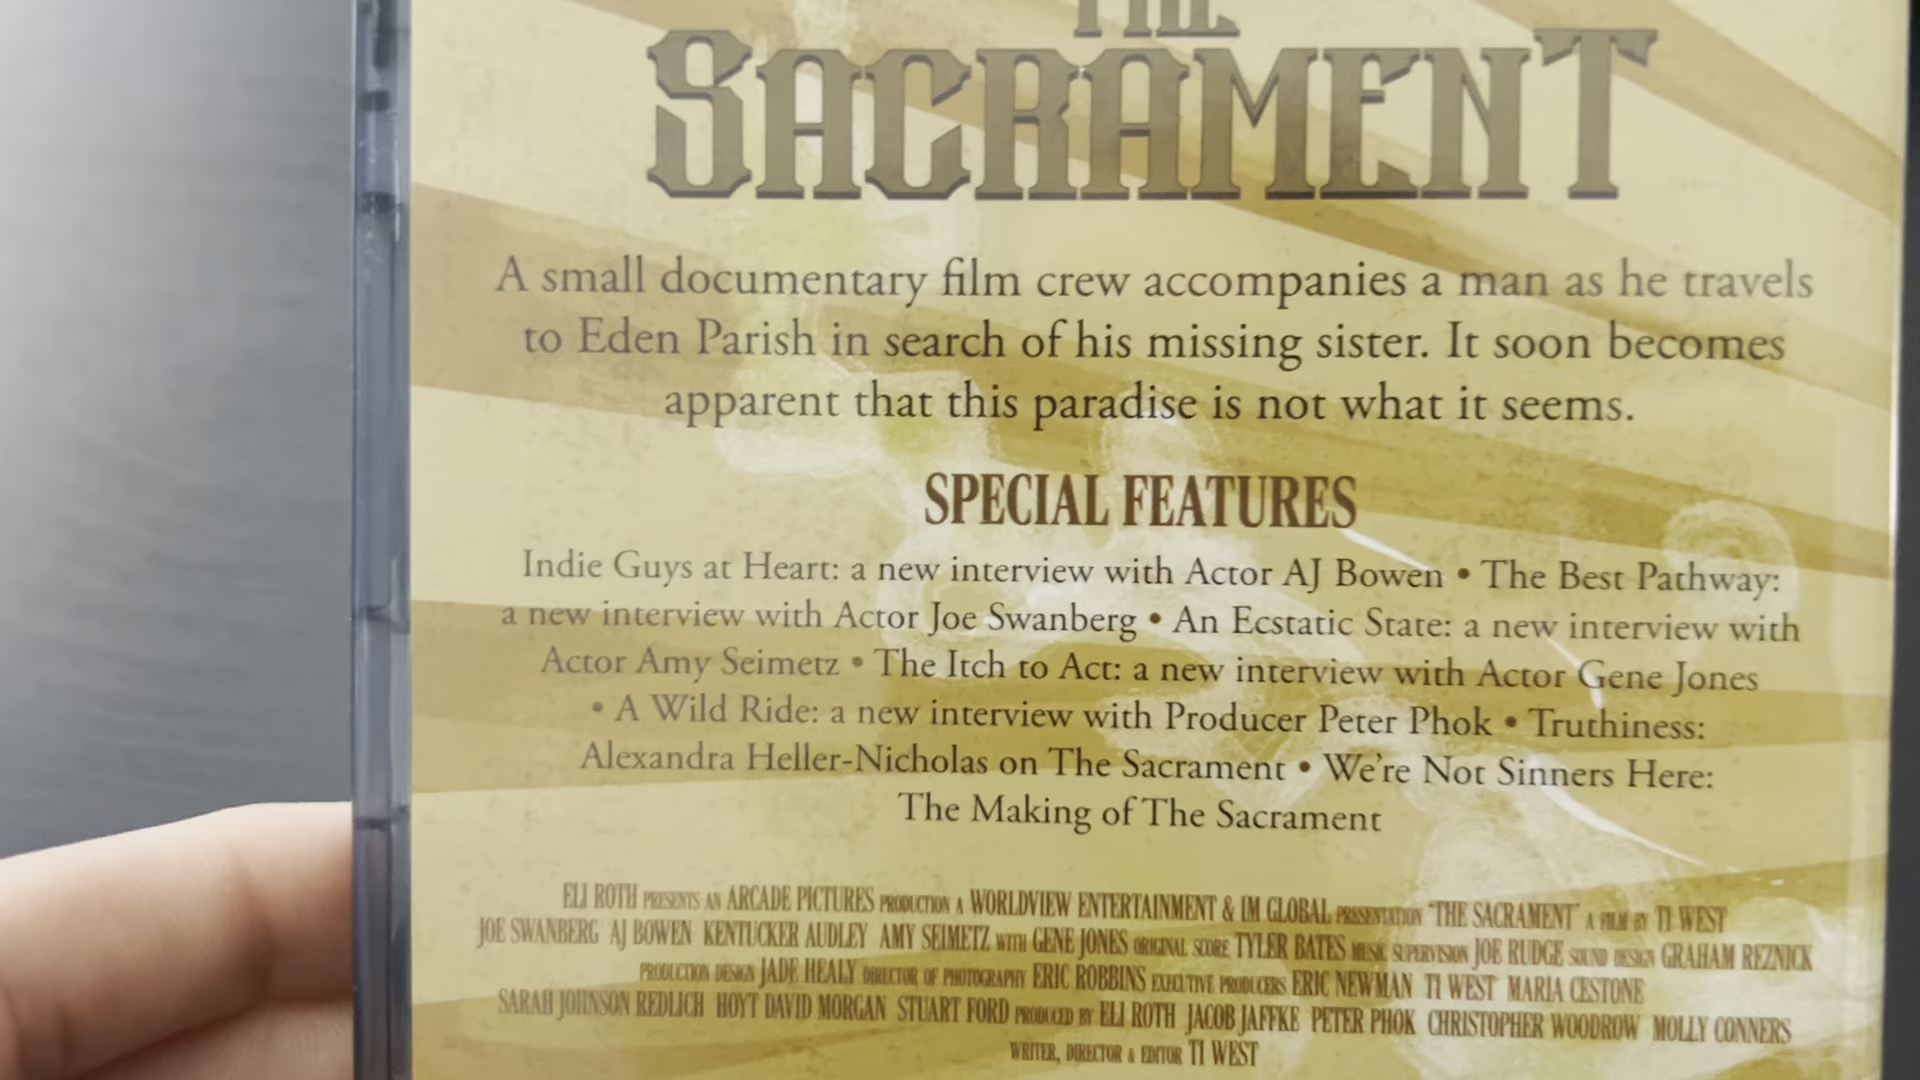 THE
SACRAMENT
A small documentary film crew accompanies a man as he travels
to Eden Parish in search of his missing sister. It soon becomes
apparent that this paradise is not what it seems.
SPECIAL FEATURES
Indie Guys at Heart: a new interview with Actor AJ Bowen • The Best Pathway:
a new interview with Actor Joe Swanberg • An Ecstatic State: a new interview with
Actor Amy Seimetz • The Itch to Act: a new interview with Actor Gene Jones
• A Wild Ride: a new interview with Producer Peter Phok • Truthiness:
Alexandra Heller-Nicholas on The Sacrament • We're Not Sinners Here:
The Making of The Sacrament
ELI ROTH PRESENTS AN ARCADE PICTURES PRODUCTION A WORLDVIEW ENTERTAINMENT & IM GLOBAL PRESENTATION "THE SACRAMENT" A FILM BY TI WEST
JOE SWANBERG AJ BOWEN KENTUCKER AUDLEY AMY SEIMETZ WITH GENE JONES ORIGINAL SCORE TYLER BATES MUSIC SUPERVISION JOE RUDGE SOUND DESIGN GRAHAM REZNICK
PRODUCTION DESIGN JADE HEALY DIRECTOR OF PHOTOGRAPHY ERIC ROBBINS EXECUTIVE PRODUCERS ERIC NEWMAN TI WEST MARIA CESTONE
SARAH JOHNSON REDLICH HOYT DAVID MORGAN STUART FORD PRODUCED BY ELI ROTH JACOB JAFFKE PETER PHOK CHRISTOPHER WOODROW MOLLY CONNERS
WRITER, DIRECTOR & EDITOR TI WEST